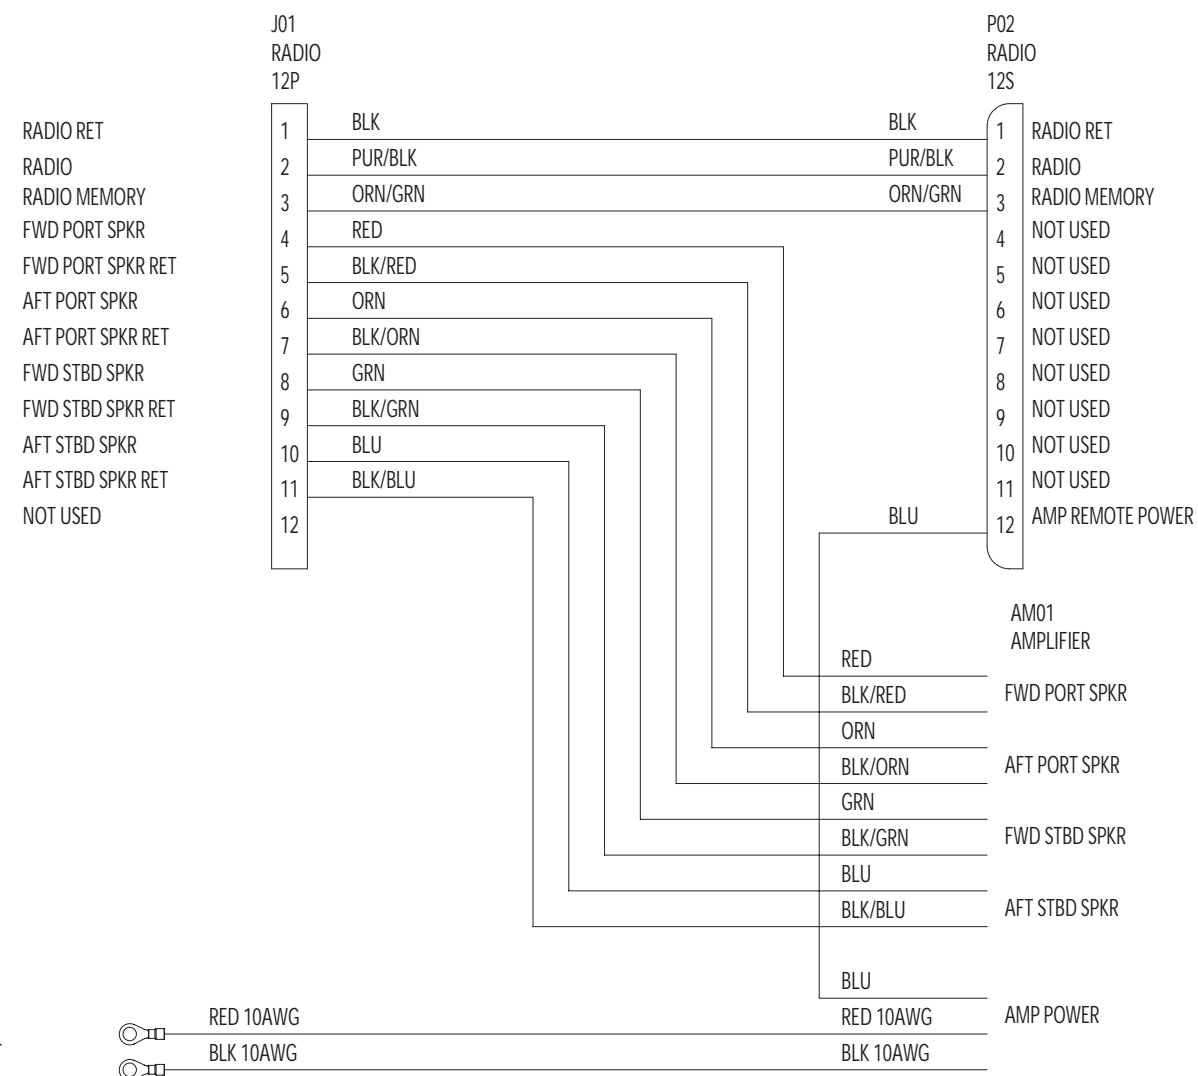 J01
RADIO
12P
P02
RADIO
12S
RADIO RET 1 BLK BLK 1 RADIO RET
RADIO 2 PUR/BLK PUR/BLK 2 RADIO
RADIO MEMORY 3 ORN/GRN ORN/GRN 3 RADIO MEMORY
FWD PORT SPKR 4 RED 4 NOT USED
FWD PORT SPKR RET 5 BLK/RED 5 NOT USED
AFT PORT SPKR 6 ORN 6 NOT USED
AFT PORT SPKR RET 7 BLK/ORN 7 NOT USED
FWD STBD SPKR 8 GRN 8 NOT USED
FWD STBD SPKR RET 9 BLK/GRN 9 NOT USED
AFT STBD SPKR 10 BLU 10 NOT USED
AFT STBD SPKR RET 11 BLK/BLU 11 NOT USED
NOT USED 12 BLU 12 AMP REMOTE POWER
AM01
AMPLIFIER
RED
BLK/RED FWD PORT SPKR
ORN
BLK/ORN AFT PORT SPKR
GRN
BLK/GRN FWD STBD SPKR
BLU
BLK/BLU AFT STBD SPKR
BLU
RED 10AWG RED 10AWG AMP POWER
BLK 10AWG BLK 10AWG